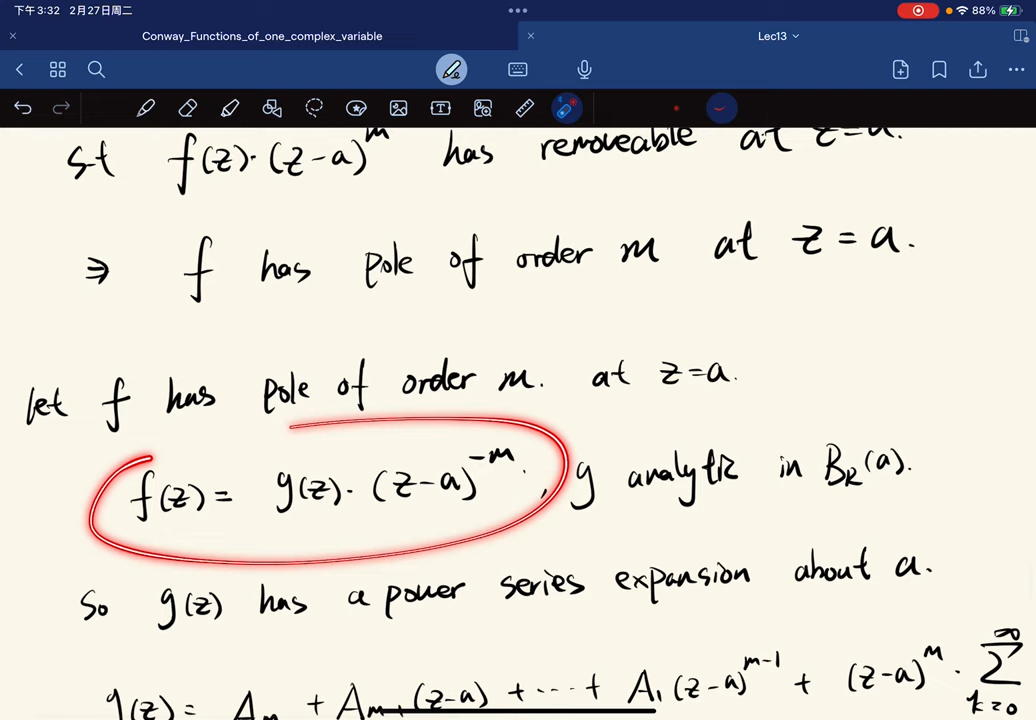 下午3:32 2月27日周二
88%
Conway_Functions_of_one_complex_variable
Lec13
st f(z)·(z-a)^m has removeable at z=a.
⇒ f has pole of order m at z=a.
let f has pole of order m. at z=a.
f(z)= g(z)·(z-a)^{-m}, g analytic in B_R(a).
So g(z) has a power series expansion about a.
g(z)= A_m + A_{m-1}(z-a) + ··· + A_1(z-a)^{m-1} + (z-a)^m · ∑_{k=0}^∞